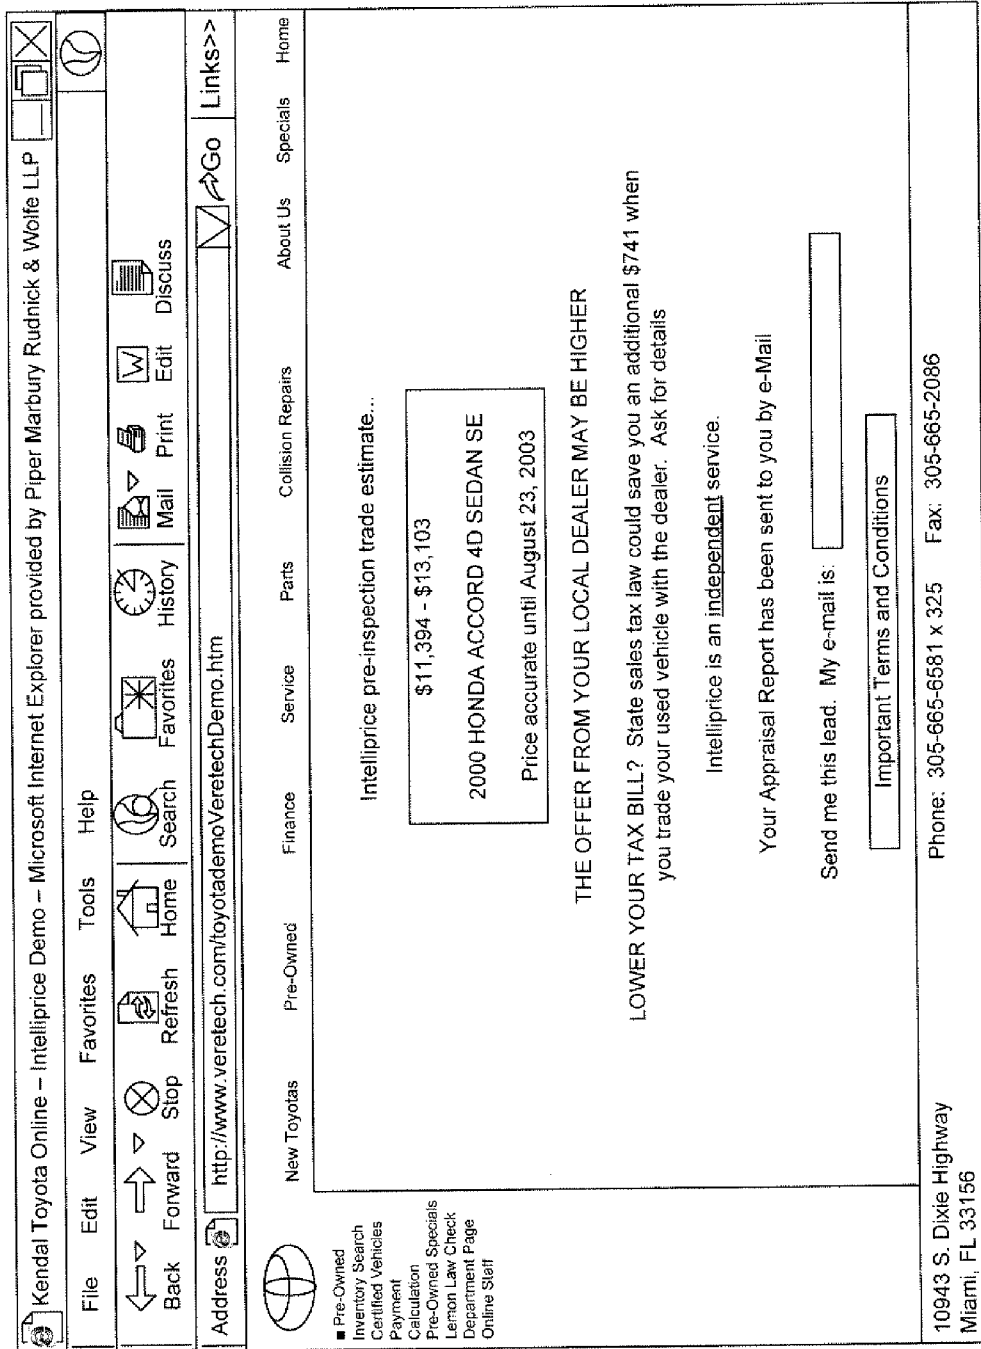 Kendal Toyota Online – Intelliprice Demo – Microsoft Internet Explorer provided by Piper Marbury Rudnick & Wolfe LLP
File Edit View Favorites Tools Help
Back Forward Stop Refresh Home Search Favorites History Mail Print Edit Discuss
Address http://www.veretech.com/toyotademoVeretechDemo.htm Go Links>>
New Toyotas Pre-Owned Finance Service Parts Collision Repairs About Us Specials Home
■ Pre-Owned
Inventory Search
Certified Vehicles
Payment
Calculation
Pre-Owned Specials
Lemon Law Check
Department Page
Online Staff
Intelliprice pre-inspection trade estimate...
$11,394 - $13,103
2000 HONDA ACCORD 4D SEDAN SE
Price accurate until August 23, 2003
THE OFFER FROM YOUR LOCAL DEALER MAY BE HIGHER
LOWER YOUR TAX BILL? State sales tax law could save you an additional $741 when
you trade your used vehicle with the dealer. Ask for details
Intelliprice is an independent service.
Your Appraisal Report has been sent to you by e-Mail
Send me this lead. My e-mail is:
Important Terms and Conditions
10943 S. Dixie Highway Phone: 305-665-6581 x 325 Fax: 305-665-2086
Miami, FL 33156